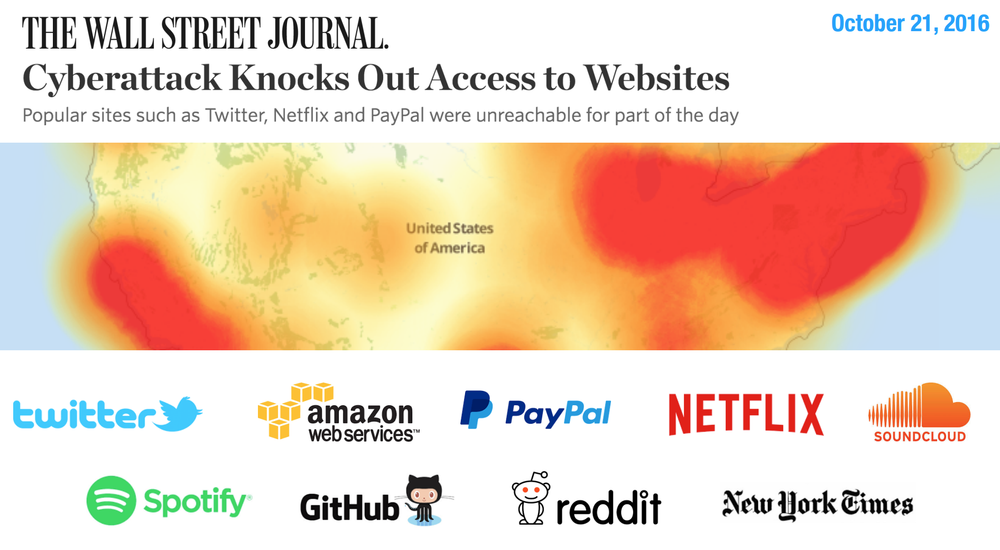 THE WALL STREET JOURNAL.
October 21, 2016
Cyberattack Knocks Out Access to Websites
Popular sites such as Twitter, Netflix and PayPal were unreachable for part of the day
United States
of America
twitter
amazon
web services™
PayPal
NETFLIX
SOUNDCLOUD
Spotify®
GitHub
reddit
New York Times